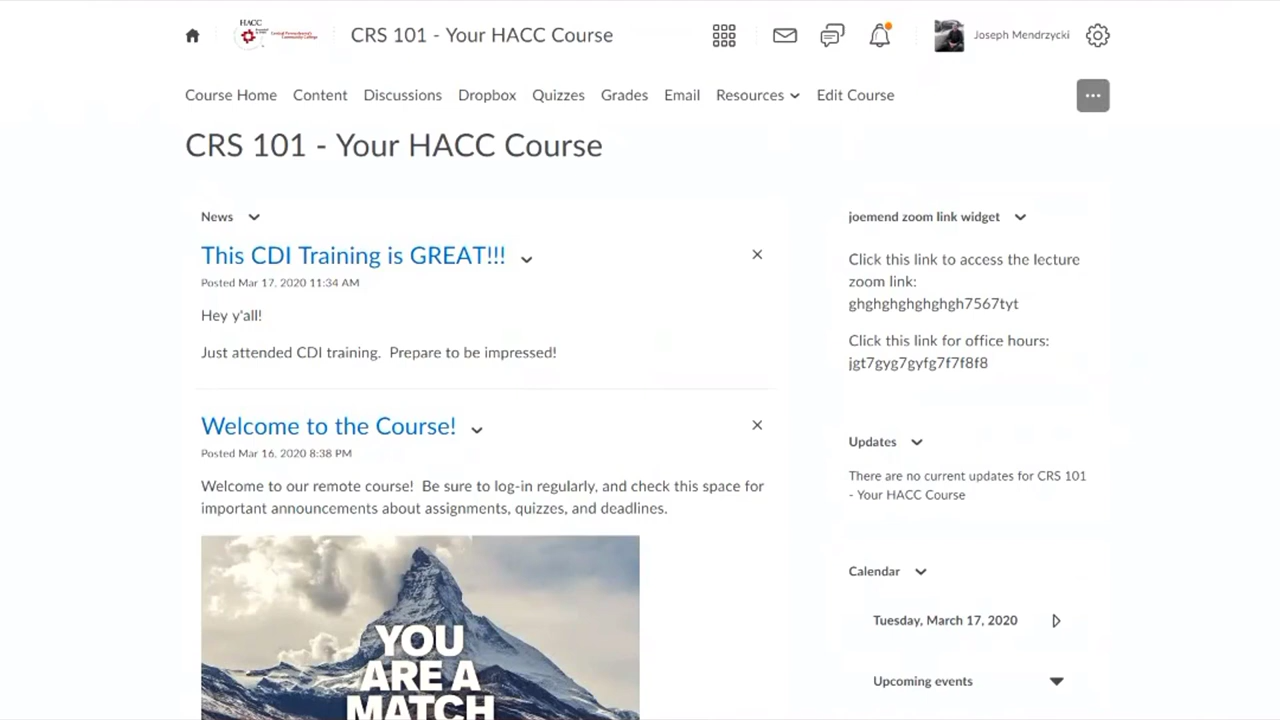 HACC
CRS 101 - Your HACC Course
Joseph Mendrzycki
Course Home Content Discussions Dropbox Quizzes Grades Email Resources Edit Course
CRS 101 - Your HACC Course
News
This CDI Training is GREAT!!!
Posted Mar 17, 2020 11:34 AM
Hey y'all!
Just attended CDI training. Prepare to be impressed!
Welcome to the Course!
Posted Mar 16, 2020 8:38 PM
Welcome to our remote course! Be sure to log-in regularly, and check this space for
important announcements about assignments, quizzes, and deadlines.
YOU
ARE A
MATCH
joemend zoom link widget
Click this link to access the lecture
zoom link:
ghghghghghghgh7567tyt
Click this link for office hours:
jgt7gyg7gyfg7f7f8f8
Updates
There are no current updates for CRS 101
- Your HACC Course
Calendar
Tuesday, March 17, 2020
Upcoming events